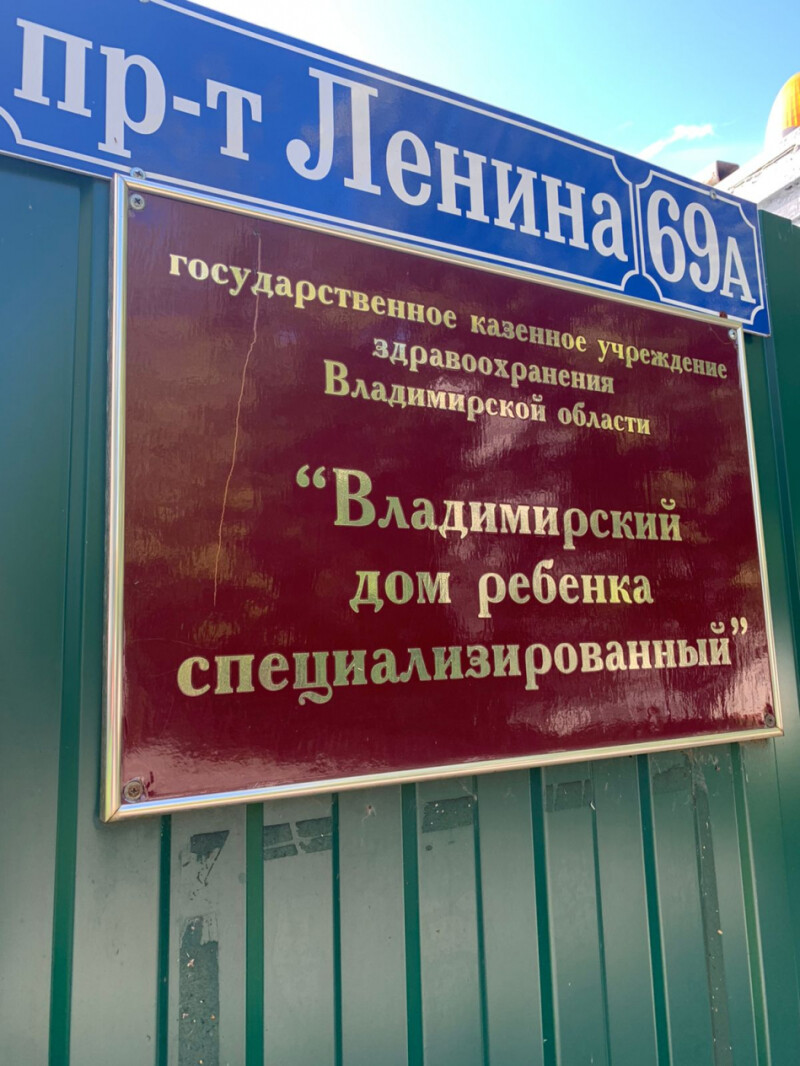 пр-т Ленина 69А
государственное казенное учреждение
здравоохранения
Владимирской области
“Владимирский
дом ребенка
специализированный”